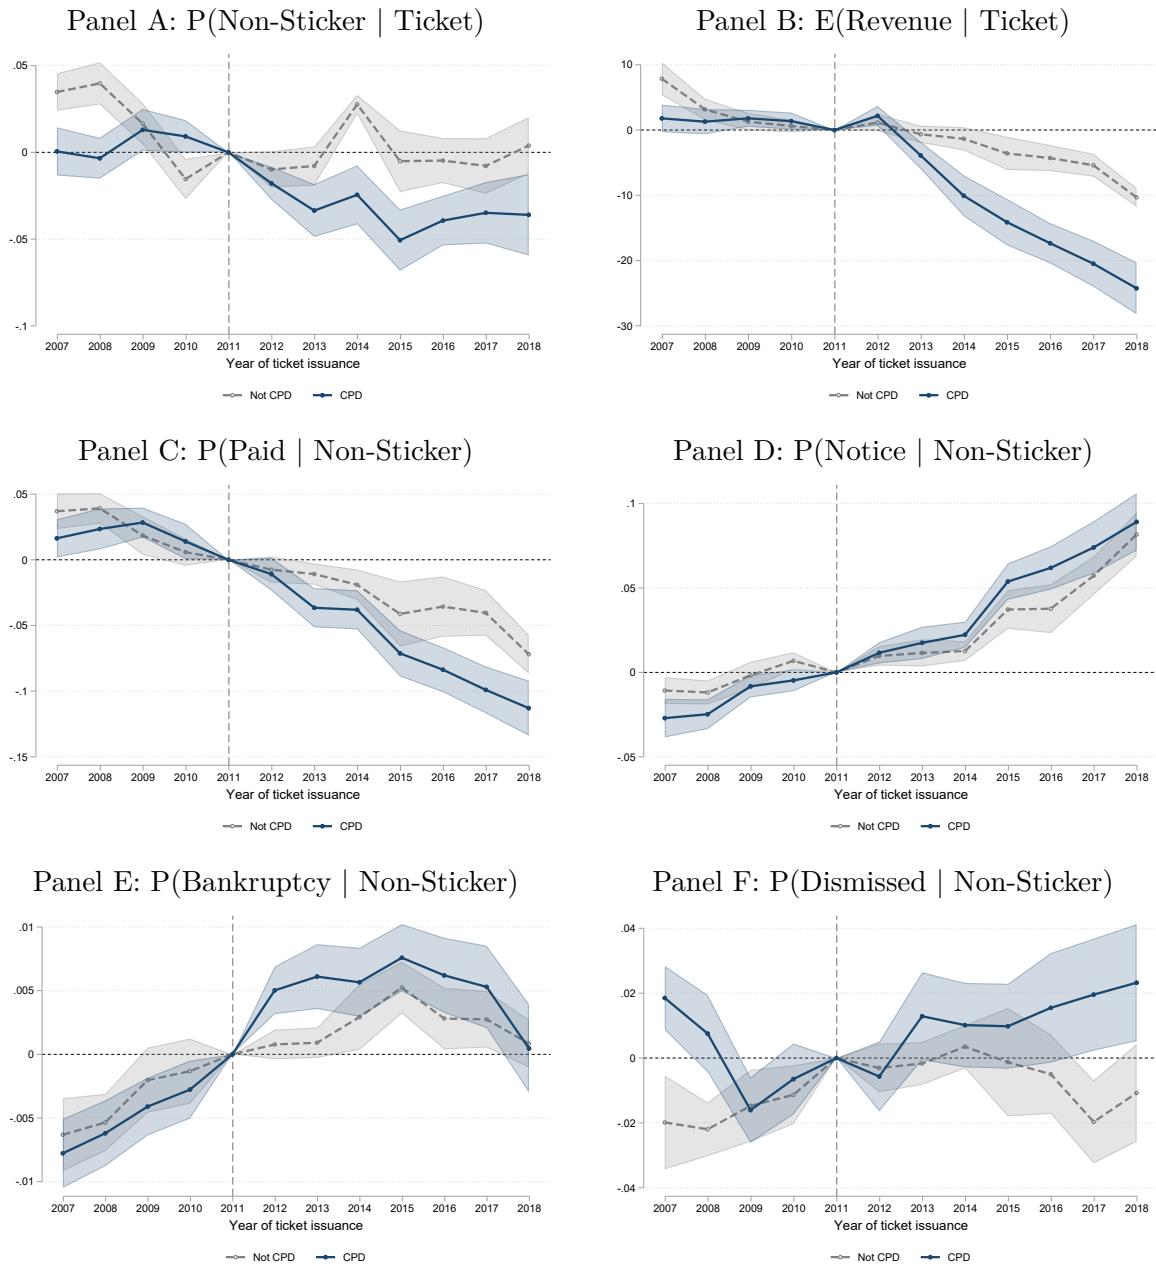 Panel A: P(Non-Sticker | Ticket)
.05
0
-.05
-.1
2007 2008 2009 2010 2011 2012 2013 2014 2015 2016 2017 2018
Year of ticket issuance
Not CPD CPD
Panel B: E(Revenue | Ticket)
10
0
-10
-20
-30
2007 2008 2009 2010 2011 2012 2013 2014 2015 2016 2017 2018
Year of ticket issuance
Not CPD CPD
Panel C: P(Paid | Non-Sticker)
.05
0
-.05
-.1
-.15
2007 2008 2009 2010 2011 2012 2013 2014 2015 2016 2017 2018
Year of ticket issuance
Not CPD CPD
Panel D: P(Notice | Non-Sticker)
.1
.05
0
-.05
2007 2008 2009 2010 2011 2012 2013 2014 2015 2016 2017 2018
Year of ticket issuance
Not CPD CPD
Panel E: P(Bankruptcy | Non-Sticker)
.01
.005
0
-.005
-.01
2007 2008 2009 2010 2011 2012 2013 2014 2015 2016 2017 2018
Year of ticket issuance
Not CPD CPD
Panel F: P(Dismissed | Non-Sticker)
.04
.02
0
-.02
-.04
2007 2008 2009 2010 2011 2012 2013 2014 2015 2016 2017 2018
Year of ticket issuance
Not CPD CPD